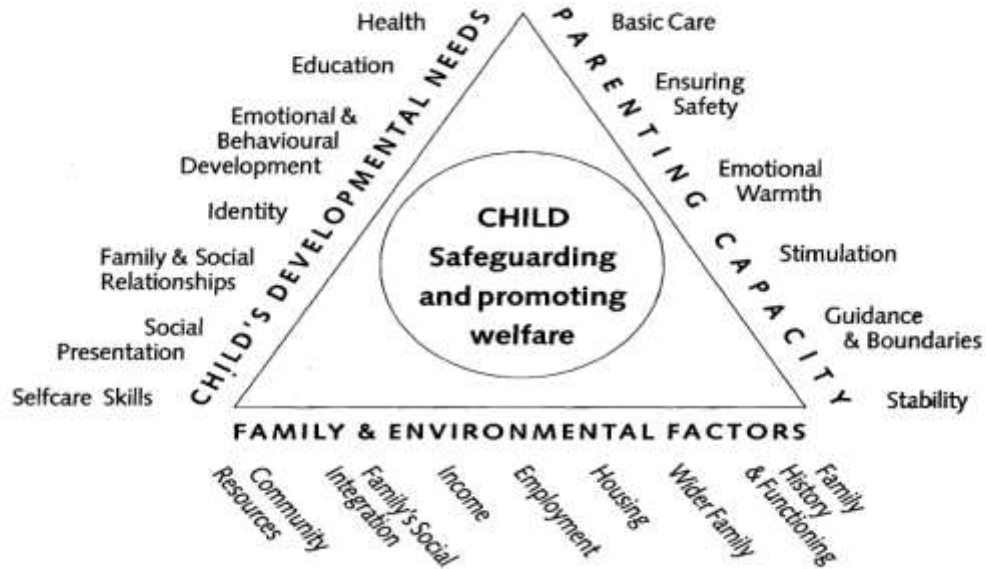 Health
Education
Emotional &
Behavioural
Development
Identity
Family & Social
Relationships
Social
Presentation
Selfcare Skills
CHILD'S DEVELOPMENTAL NEEDS
CHILD
Safeguarding
and promoting
welfare
PARENTING CAPACITY
Basic Care
Ensuring
Safety
Emotional
Warmth
Stimulation
Guidance
& Boundaries
Stability
FAMILY & ENVIRONMENTAL FACTORS
Community
Resources
Family's Social
Integration
Income
Employment
Housing
Wider Family
Family
History
& Functioning